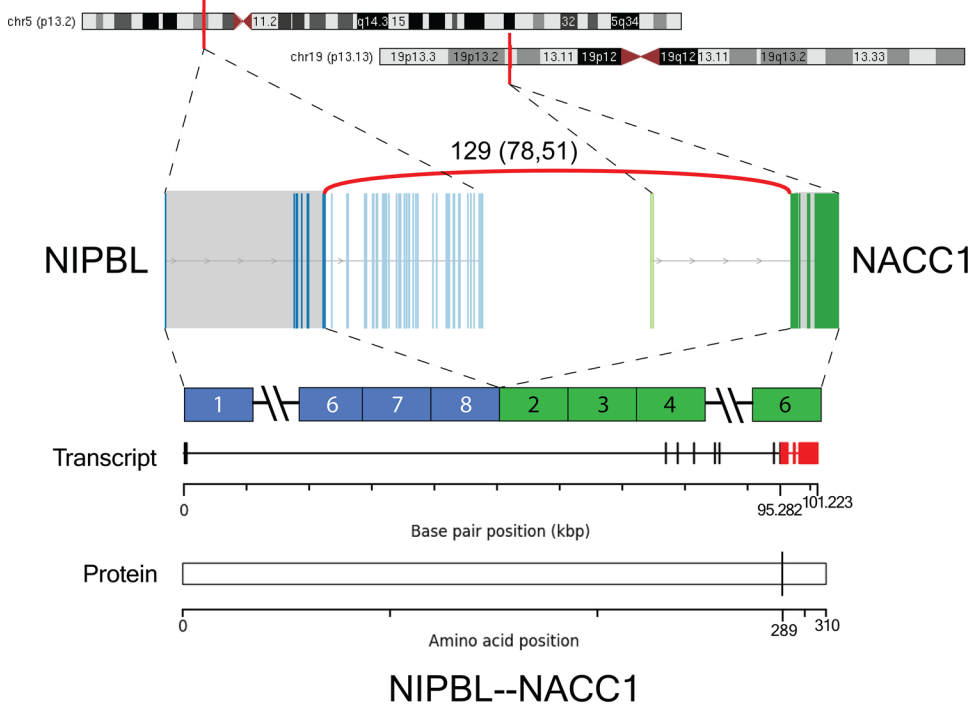 chr5 (p13.2) 11.2 q14.3 15 32 5q34
chr19 (p13.13) 19p13.3 19p13.2 13.11 19p12 19q12 13.11 19q13.2 13.33
129 (78,51)
NIPBL NACC1
1 6 7 8 2 3 4 6
Transcript
0 95.282 101.223
Base pair position (kbp)
Protein
0 289 310
Amino acid position
NIPBL--NACC1